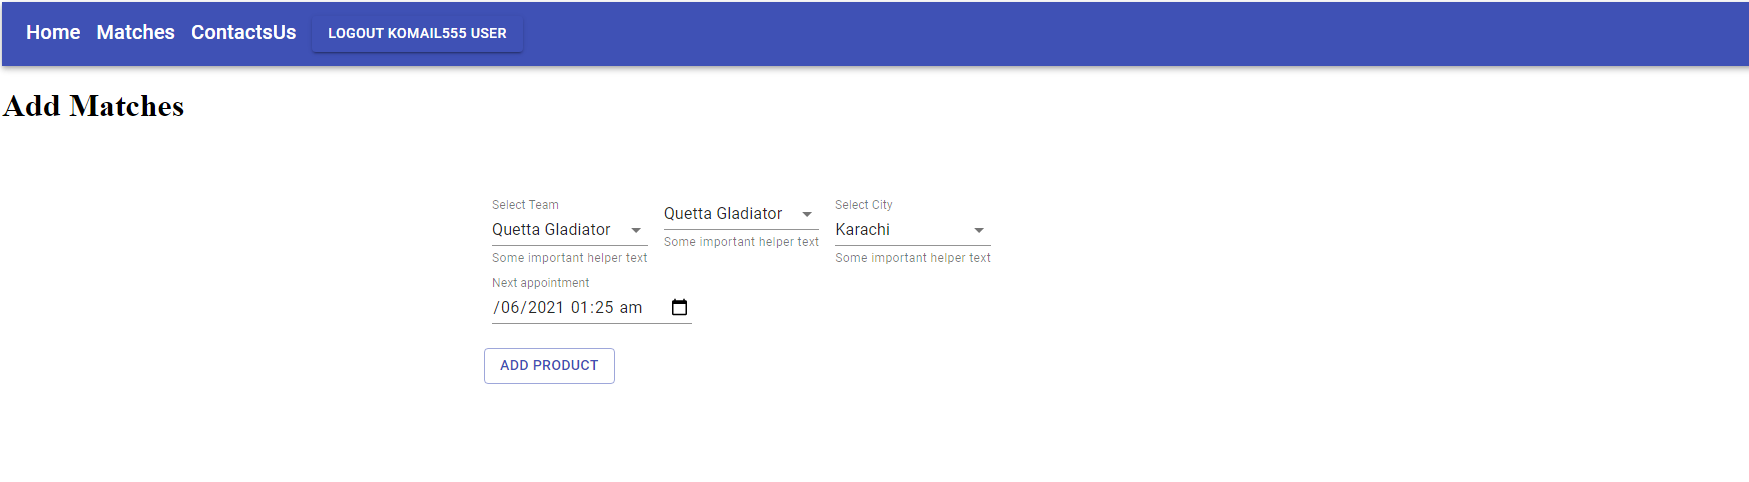 Home Matches ContactsUs LOGOUT KOMAIL555 USER
Add Matches
Select Team Select City
Quetta Gladiator Quetta Gladiator Karachi
Some important helper text Some important helper text Some important helper text
Next appointment
/06/2021 01:25 am
ADD PRODUCT